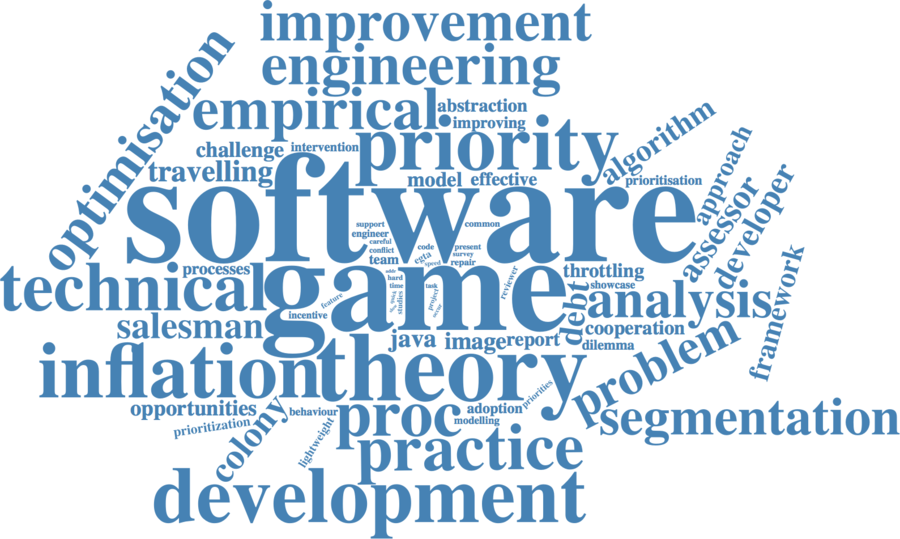 improvement
engineering
optimisation
empirical
abstraction
improving
priority
algorithm
challenge
intervention
travelling
model
effective
prioritisation
approach
assessor
developer
software
support
common
engineer
careful
conflict
code
present
survey
team
egta
speed
repair
processes
technical
game
hard
time
task
studies
project
reviewer
throttling
showcase
feature
incentive
debt
analysis
framework
salesman
java
image
report
cooperation
dilemma
inflation
theory
problem
opportunities
prioritization
colony
behaviour
lightweight
proc
adoption
modelling
priorities
segmentation
practice
development